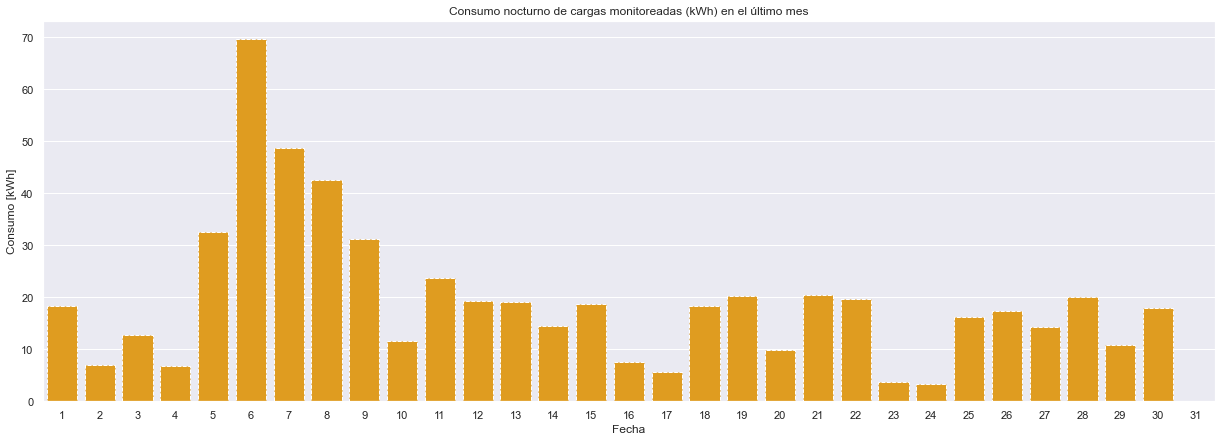 Consumo nocturno de cargas monitoreadas (kWh) en el último mes
70
60
50
40
30
20
10
0
Consumo [kWh]
1 2 3 4 5 6 7 8 9 10 11 12 13 14 15 16 17 18 19 20 21 22 23 24 25 26 27 28 29 30 31
Fecha